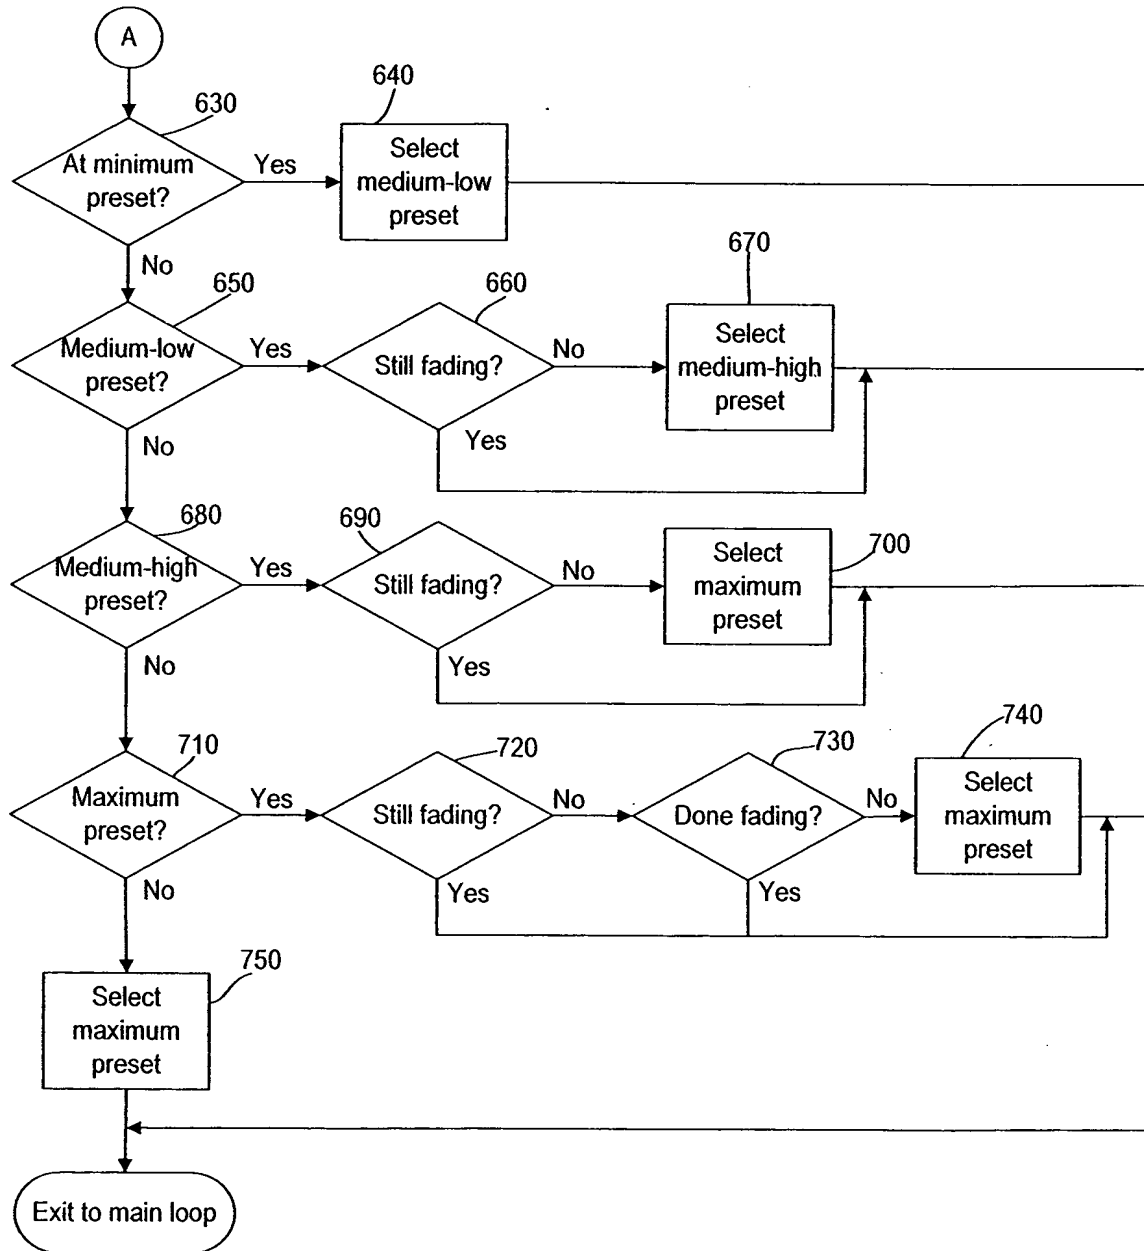 A
630
At minimum
preset?
Yes
No
640
Select
medium-low
preset
650
Medium-low
preset?
Yes
No
660
Still fading?
No
Yes
670
Select
medium-high
preset
680
Medium-high
preset?
Yes
No
690
Still fading?
No
Yes
700
Select
maximum
preset
710
Maximum
preset?
Yes
No
720
Still fading?
No
Yes
730
Done fading?
No
Yes
740
Select
maximum
preset
750
Select
maximum
preset
Exit to main loop